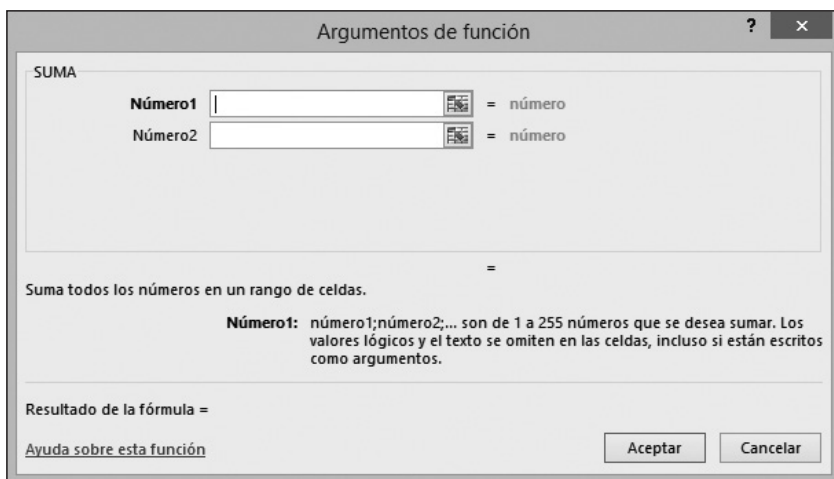 Argumentos de función
? ×
SUMA
Número1 = número
Número2 = número
=
Suma todos los números en un rango de celdas.
Número1: número1;número2;... son de 1 a 255 números que se desea sumar. Los
valores lógicos y el texto se omiten en las celdas, incluso si están escritos
como argumentos.
Resultado de la fórmula =
Ayuda sobre esta función
Aceptar Cancelar